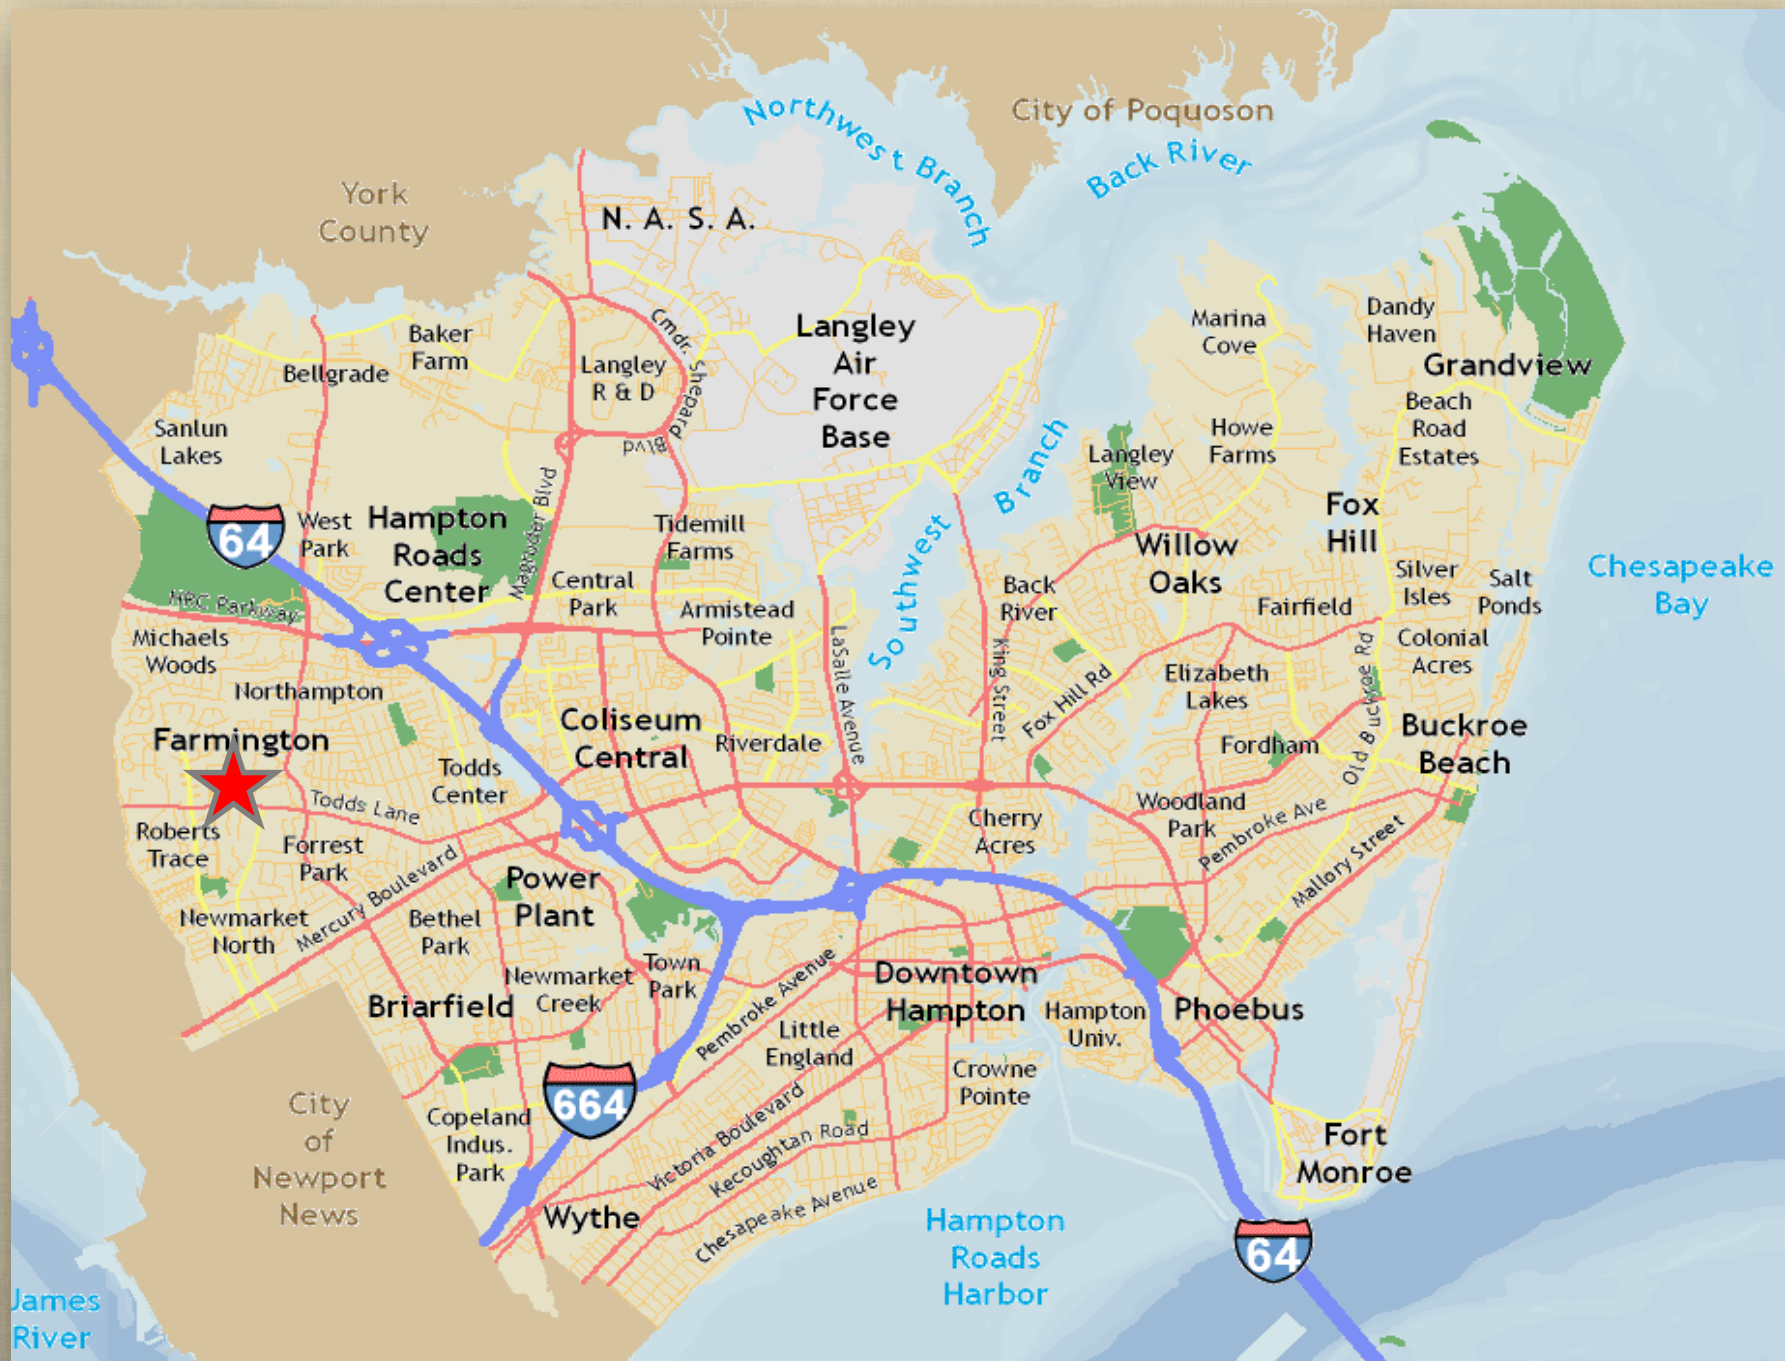 City of Poquoson
Northwest Branch
Back River
York
County
N. A. S. A.
Cmdr. Shepard Blvd
Langley
Air
Force
Base
Marina
Cove
Dandy
Haven
Grandview
Baker
Farm
Bellgrade
Langley
R & D
Beach
Road
Estates
Sanlun
Lakes
Howe
Farms
Langley
View
Southwest Branch
64
West
Park
Hampton
Roads
Center
Magruder Blvd
Tidemill
Farms
Fox
Hill
Willow
Oaks
Chesapeake
Bay
Silver
Isles
Salt
Ponds
Central
Park
Back
River
Fairfield
HRC Parkway
Armistead
Pointe
Michaels
Woods
LaSalle Avenue
King Street
Fox Hill Rd
Colonial
Acres
Elizabeth
Lakes
Old Buckroe Rd
Northampton
Farmington
Coliseum
Central
Riverdale
Fordham
Buckroe
Beach
Todds
Center
Todds Lane
Woodland
Park
Pembroke Ave
Cherry
Acres
Roberts
Trace
Forrest
Park
Mercury Boulevard
Power
Plant
Mallory Street
Newmarket
North
Bethel
Park
Newmarket
Creek
Town
Park
Pembroke Avenue
Downtown
Hampton
Briarfield
Hampton
Univ.
Phoebus
Little
England
Crowne
Pointe
664
City
of
Newport
News
Copeland
Indus.
Park
Victoria Boulevard
Kecoughtan Road
Chesapeake Avenue
Fort
Monroe
Wythe
Hampton
Roads
Harbor
64
James
River